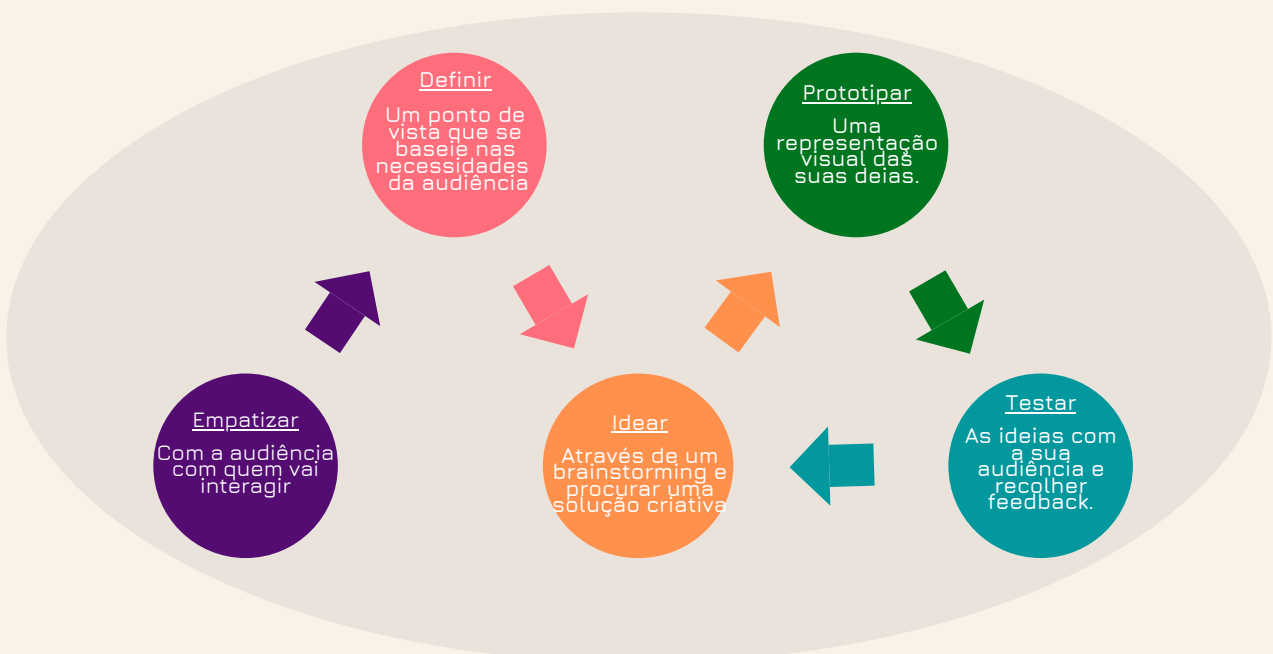 Definir
Um ponto de
vista que se
baseie nas
necessidades
da audiência
Prototipar
Uma
representação
visual das
suas deias.
Empatizar
Com a audiência
com quem vai
interagir
Idear
Através de um
brainstorming e
procurar uma
solução criativa
Testar
As ideias com
a sua
audiência e
recolher
feedback.